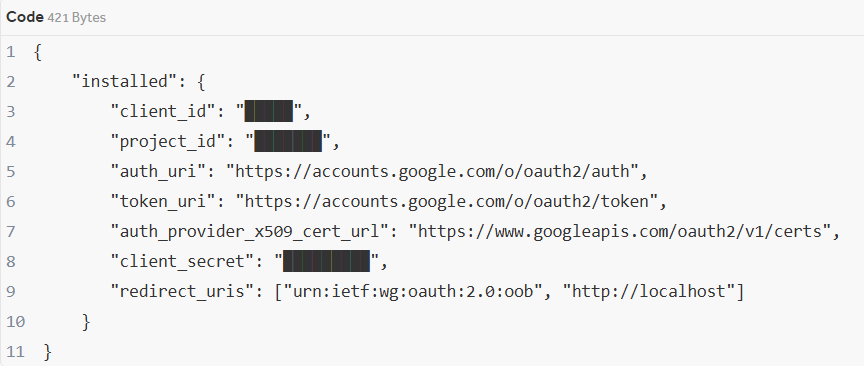 Code 421 Bytes
1 {
2     "installed": {
3         "client_id": "█████",
4         "project_id": "███████",
5         "auth_uri": "https://accounts.google.com/o/oauth2/auth",
6         "token_uri": "https://accounts.google.com/o/oauth2/token",
7         "auth_provider_x509_cert_url": "https://www.googleapis.com/oauth2/v1/certs",
8         "client_secret": "█████████",
9         "redirect_uris": ["urn:ietf:wg:oauth:2.0:oob", "http://localhost"]
10     }
11 }